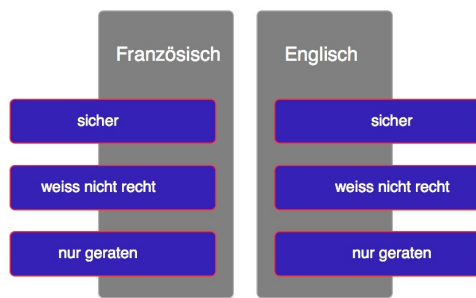 Französisch
sicher
weiss nicht recht
nur geraten
Englisch
sicher
weiss nicht recht
nur geraten